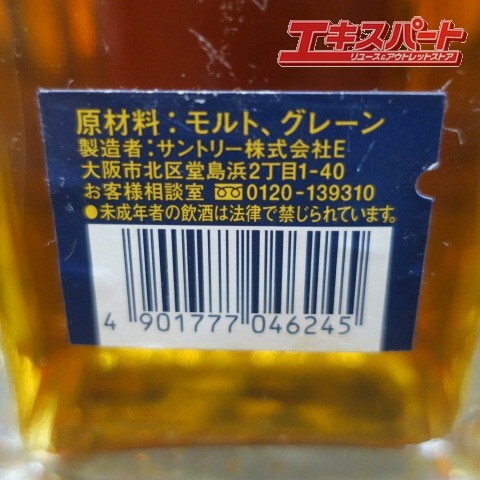 エキスパート
リユース&アウトレットストア
原材料：モルト、グレーン
製造者：サントリー株式会社E
大阪市北区堂島浜2丁目1-40
お客様相談室 0120-139310
●未成年者の飲酒は法律で禁じられています。
4 901777 046245